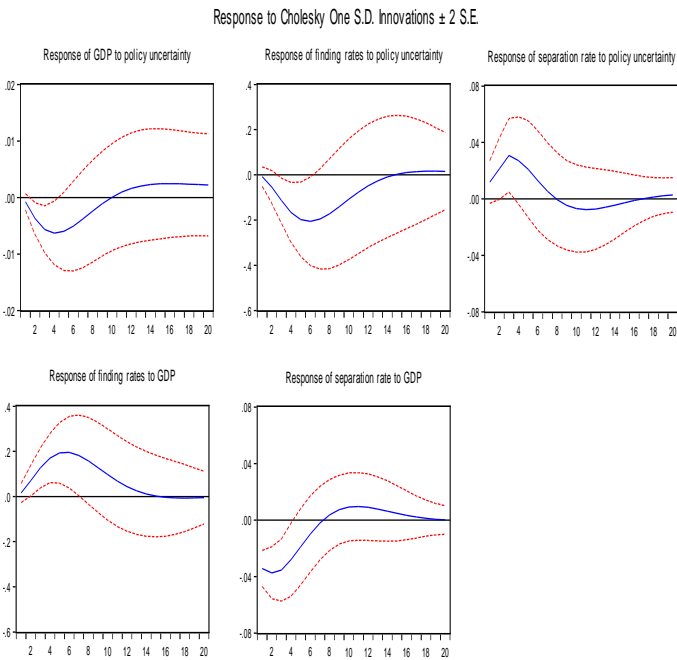 Response to Cholesky One S.D. Innovations ± 2 S.E.
Response of GDP to policy uncertainty
.02
.01
.00
-.01
-.02
2 4 6 8 10 12 14 16 18 20
Response of finding rates to policy uncertainty
.4
.2
.0
-.2
-.4
-.6
2 4 6 8 10 12 14 16 18 20
Response of separation rate to policy uncertainty
.08
.04
.00
-.04
-.08
2 4 6 8 10 12 14 16 18 20
Response of finding rates to GDP
.4
.2
.0
-.2
-.4
-.6
2 4 6 8 10 12 14 16 18 20
Response of separation rate to GDP
.08
.04
.00
-.04
-.08
2 4 6 8 10 12 14 16 18 20